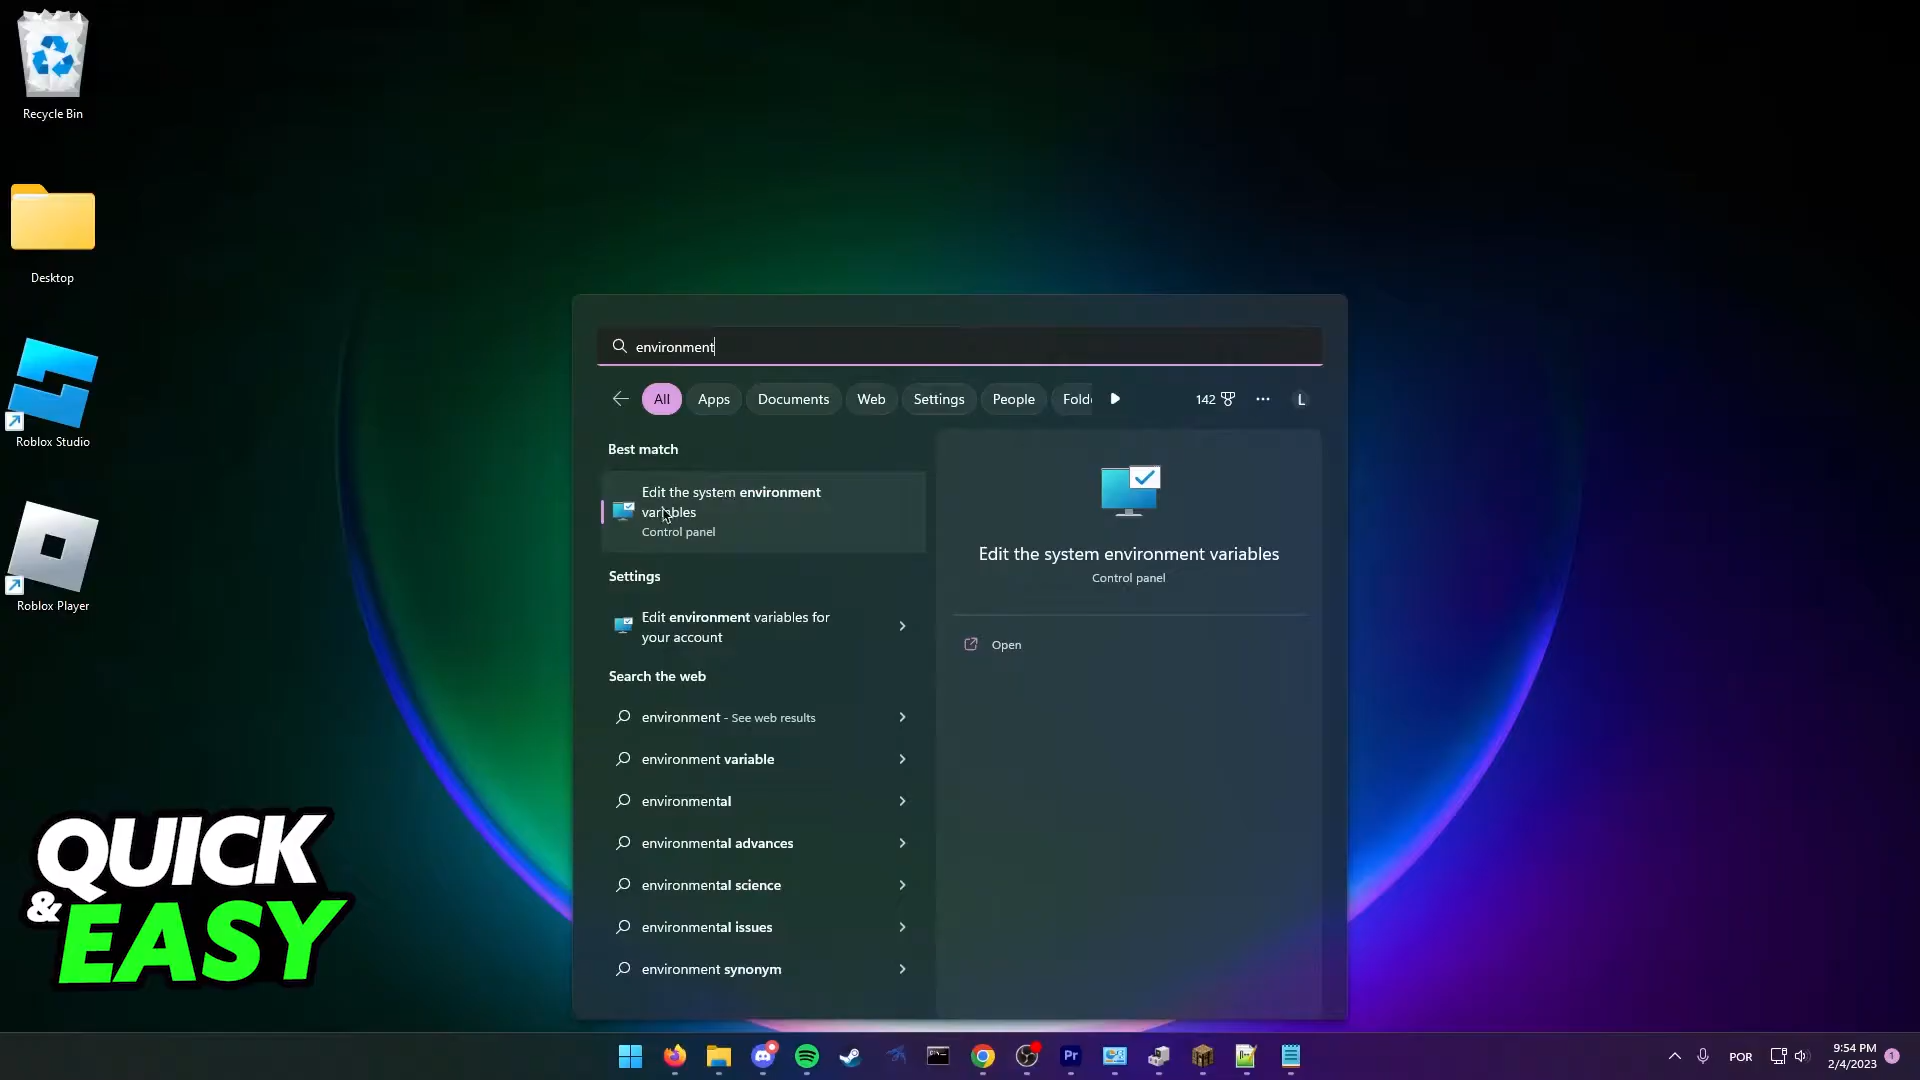 Recycle Bin
Desktop
Roblox Studio
Roblox Player
QUICK
& EASY
environment
All Apps Documents Web Settings People Fold 142 L
Best match
Edit the system environment
variables
Control panel
Settings
Edit environment variables for
your account
Search the web
environment - See web results
environment variable
environmental
environmental advances
environmental science
environmental issues
environment synonym
Edit the system environment variables
Control panel
Open
Pr
POR
9:54 PM
2/4/2023
1